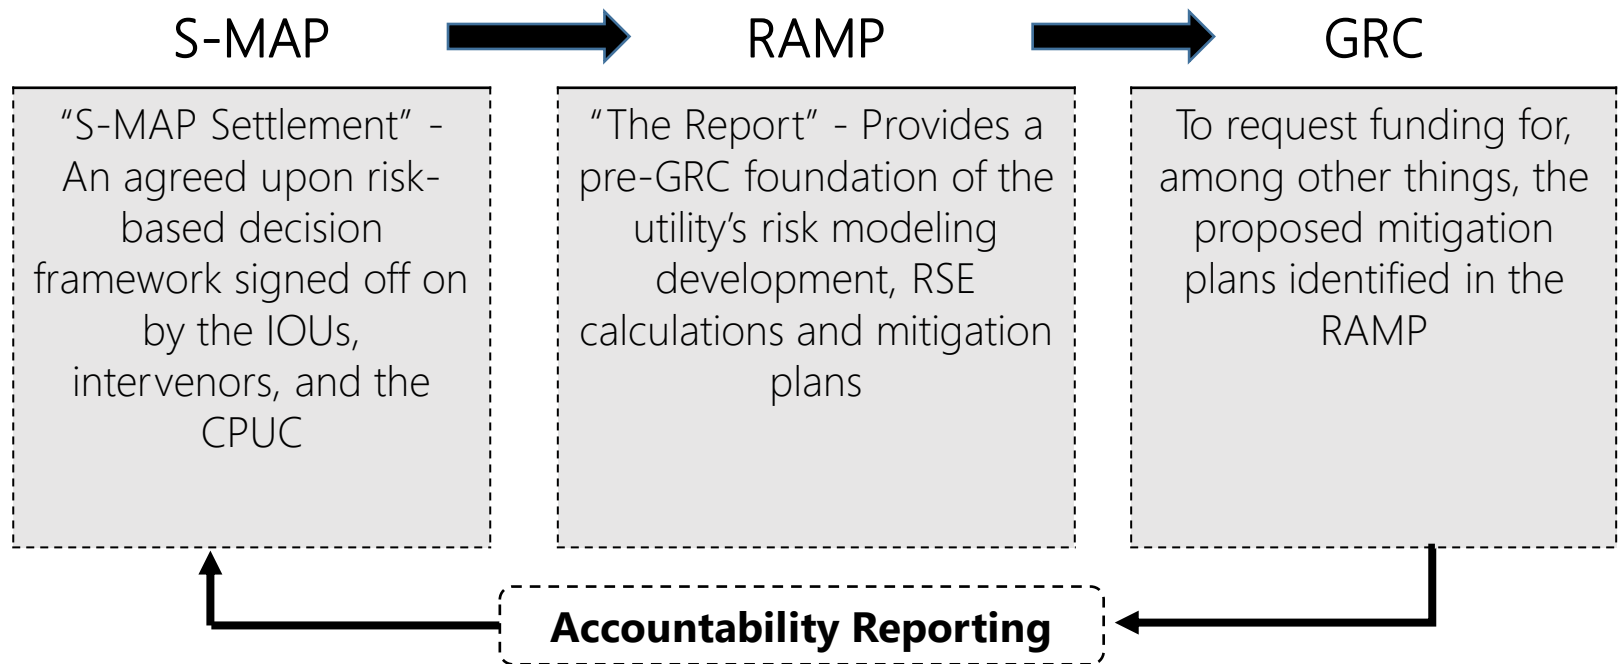 S-MAP
RAMP
GRC
“S-MAP Settlement” -
An agreed upon risk-
based decision
framework signed off on
by the IOUs,
intervenors, and the
CPUC
“The Report” - Provides a
pre-GRC foundation of the
utility’s risk modeling
development, RSE
calculations and mitigation
plans
To request funding for,
among other things, the
proposed mitigation
plans identified in the
RAMP
Accountability Reporting